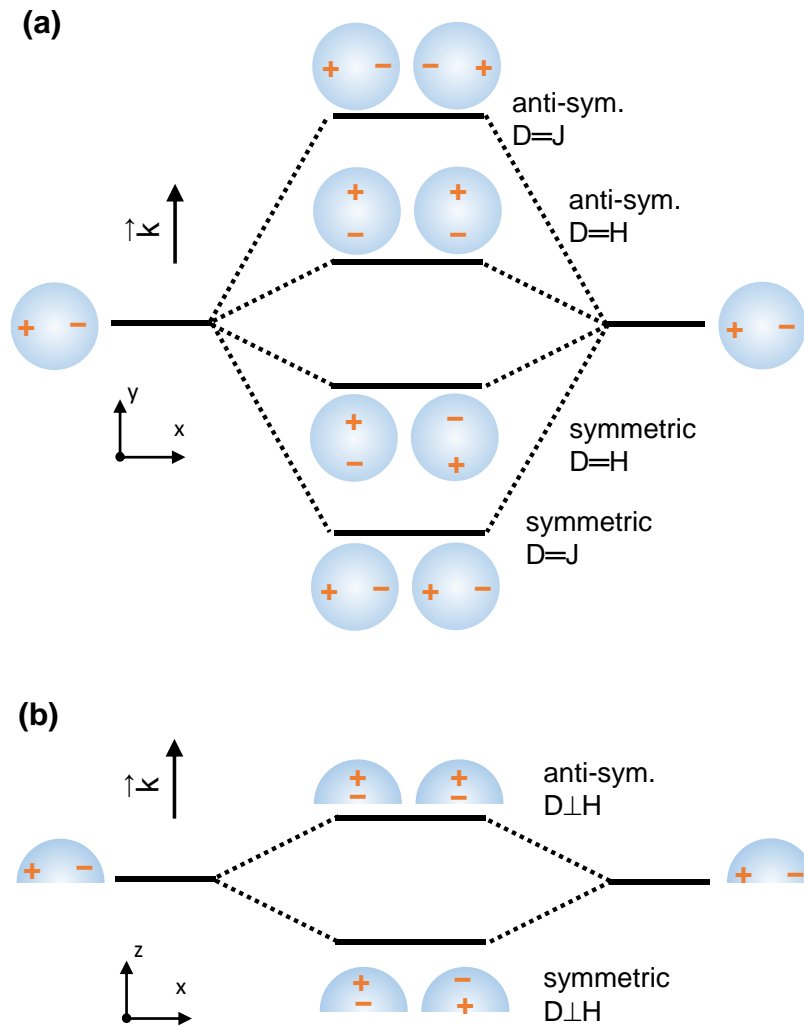 (a)
+ − − +
anti-sym.
D=J
+ +
− −
anti-sym.
D=H
→
k
+ −
+ −
y
x
+ −
− +
symmetric
D=H
symmetric
D=J
+ − + −
(b)
→
k
+ +
− −
anti-sym.
D⊥H
+ −
+ −
z
x
+ −
− +
symmetric
D⊥H